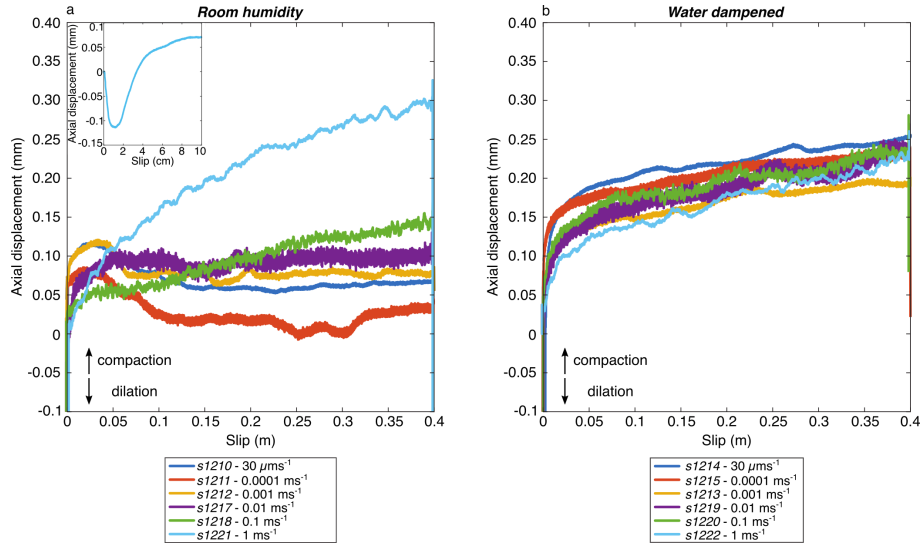 a
Room humidity
0.40
0.35
0.30
0.25
0.20
0.15
0.10
0.05
0
-0.05
-0.1
Axial displacement (mm)
0.1
0.05
0
-0.05
-0.1
-0.15
Axial displacement (mm)
0 2 4 6 8 10
Slip (cm)
compaction
dilation
0 0.05 0.1 0.15 0.2 0.25 0.3 0.35 0.4
Slip (m)
s1210 - 30 µms⁻¹
s1211 - 0.0001 ms⁻¹
s1212 - 0.001 ms⁻¹
s1217 - 0.01 ms⁻¹
s1218 - 0.1 ms⁻¹
s1221 - 1 ms⁻¹
b
Water dampened
0.40
0.35
0.30
0.25
0.20
0.15
0.10
0.05
0
-0.05
-0.1
Axial displacement (mm)
compaction
dilation
0 0.05 0.1 0.15 0.2 0.25 0.3 0.35 0.4
Slip (m)
s1214 - 30 µms⁻¹
s1215 - 0.0001 ms⁻¹
s1213 - 0.001 ms⁻¹
s1219 - 0.01 ms⁻¹
s1220 - 0.1 ms⁻¹
s1222 - 1 ms⁻¹